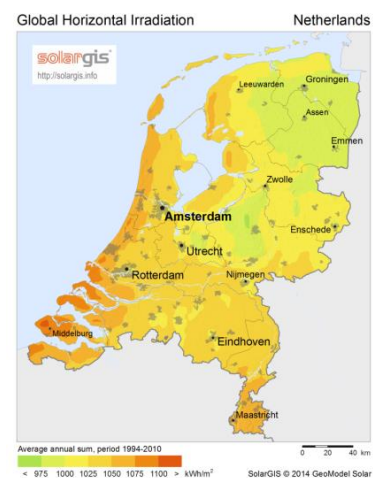 Global Horizontal Irradiation Netherlands
solargis
http://solargis.info
Leeuwarden
Groningen
Assen
Emmen
Zwolle
Amsterdam
Enschede
Utrecht
Rotterdam
Nijmegen
Middelburg
Eindhoven
Maastricht
Average annual sum, period 1994-2010
0 20 40 km
< 975 1000 1025 1050 1075 1100 > kWh/m²
SolarGIS © 2014 GeoModel Solar